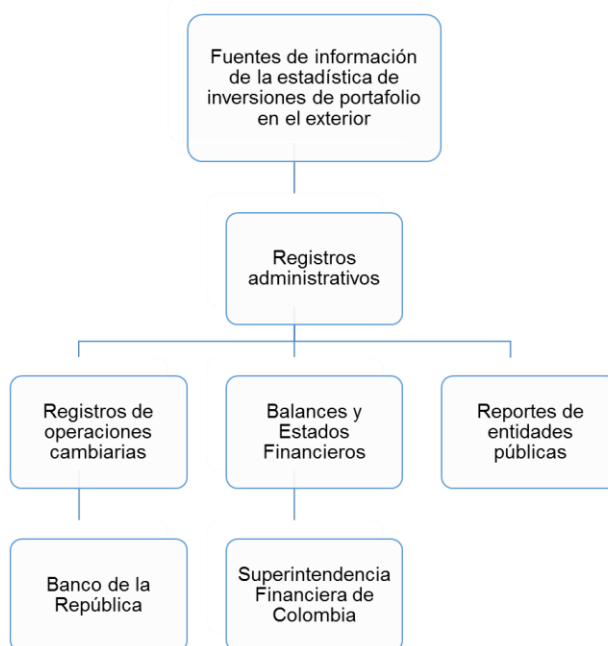 Fuentes de información
de la estadística de
inversiones de portafolio
en el exterior
Registros
administrativos
Registros de
operaciones
cambiarias
Balances y
Estados
Financieros
Reportes de
entidades
públicas
Banco de la
República
Superintendencia
Financiera de
Colombia